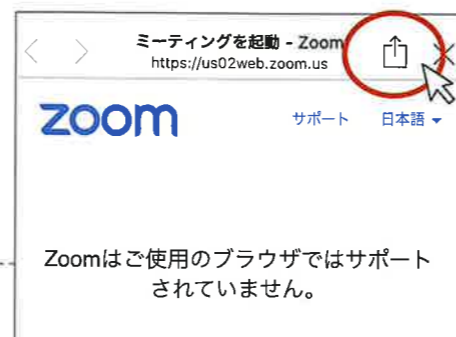 ミーティングを起動 - Zoom
https://us02web.zoom.us
zoom
サポート 日本語
Zoomはご使用のブラウザではサポート
されていません。